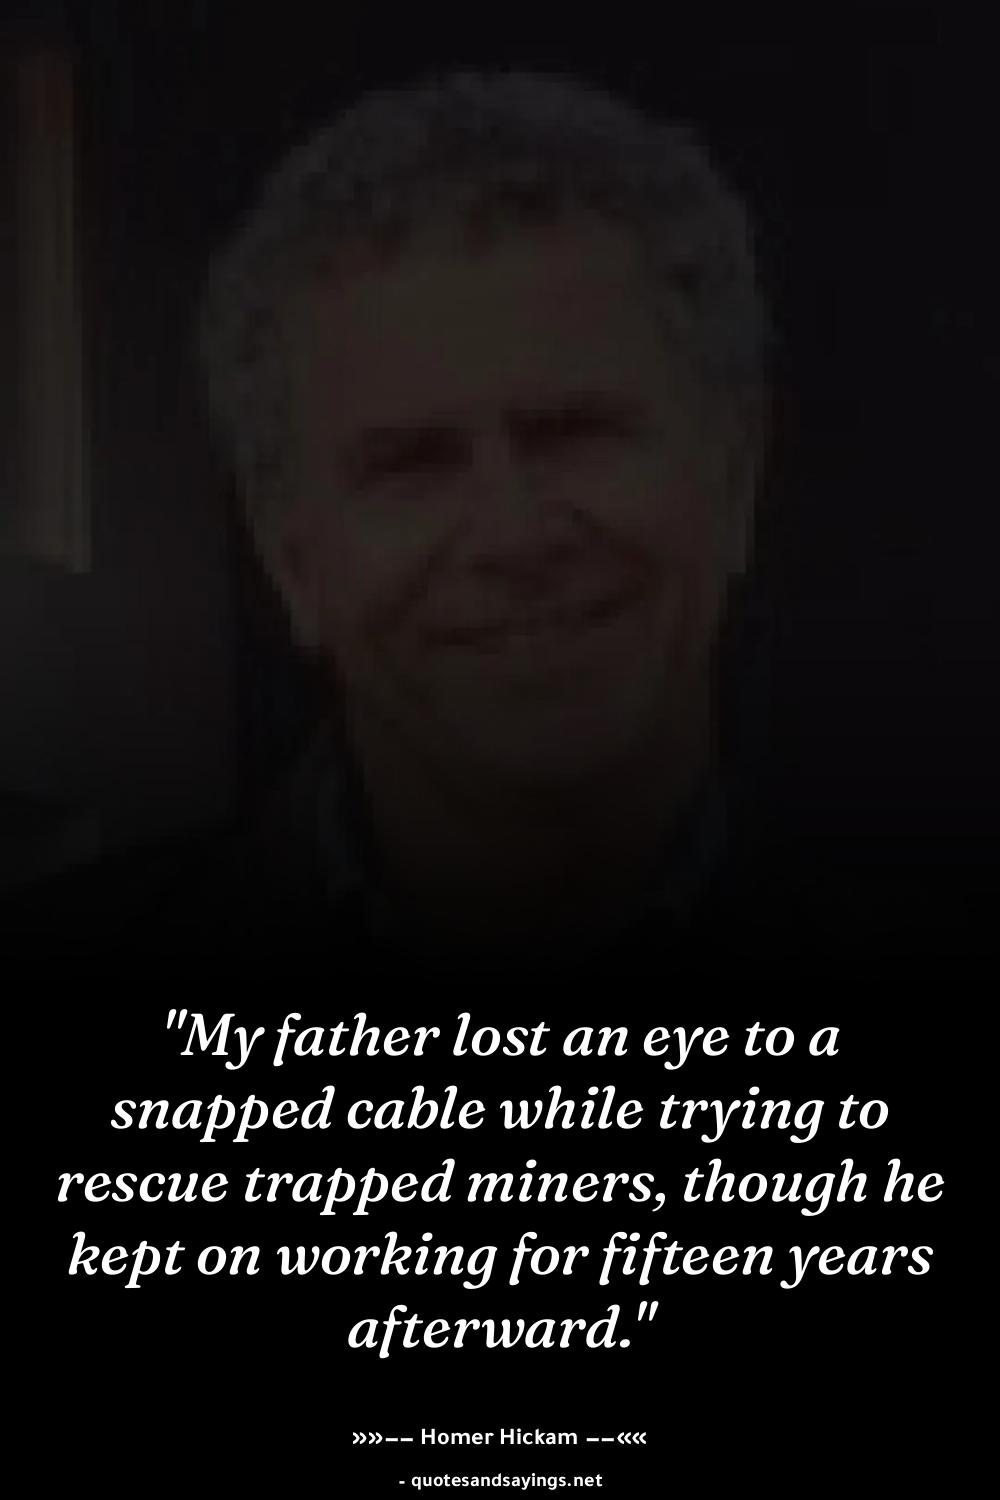 "My father lost an eye to a
snapped cable while trying to
rescue trapped miners, though he
kept on working for fifteen years
afterward."
»»−− Homer Hickam −−««
- quotesandsayings.net